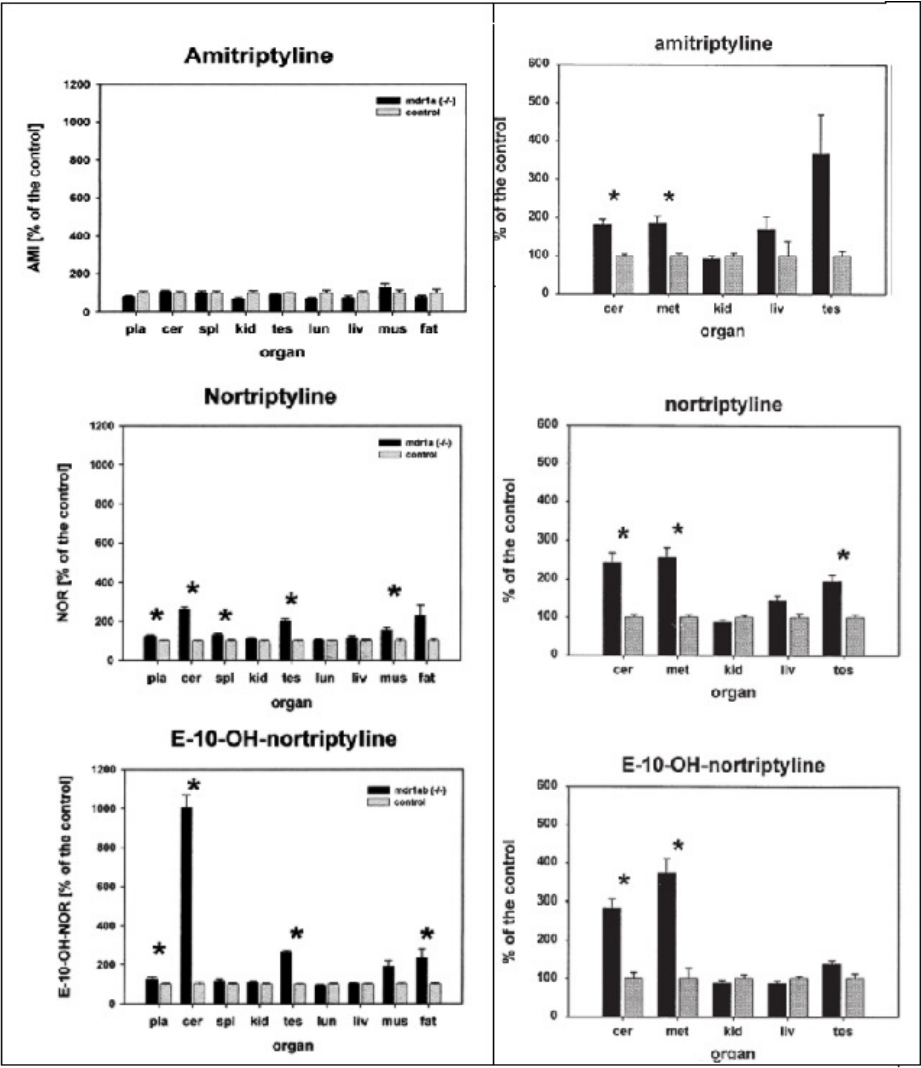 Amitriptyline
AMI [% of the control]
1200
1000
800
600
400
200
0
mdr1a (-/-)
control
pla cer spl kid tes lun liv mus fat
organ
Nortriptyline
NOR [% of the control]
1200
1000
800
600
400
200
0
mdr1a (-/-)
control
* * * * *
pla cer spl kid tes lun liv mus fat
organ
E-10-OH-nortriptyline
E-10-OH-NOR [% of the control]
1200
1000
800
600
400
200
0
mdr1ab (-/-)
control
* * * *
pla cer spl kid tes lun liv mus fat
organ
amitriptyline
% of the control
600
500
400
300
200
100
0
* *
cer met kid liv tes
organ
nortriptyline
% of the control
600
500
400
300
200
100
0
* * *
cer met kid liv tes
organ
E-10-OH-nortriptyline
% of the control
600
500
400
300
200
100
0
* *
cer met kid liv tes
organ